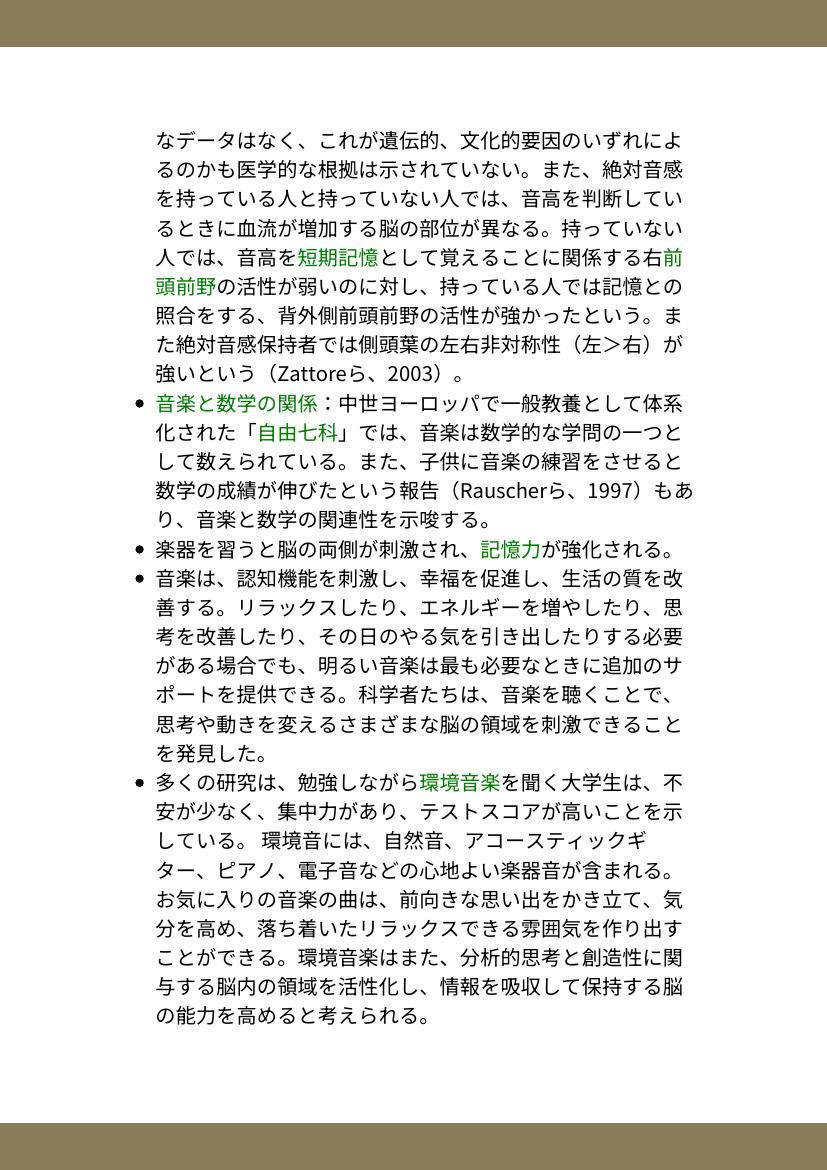 なデータはなく、これが遺伝的、文化的要因のいずれによ
るのかも医学的な根拠は示されていない。また、絶対音感
を持っている人と持っていない人では、音高を判断してい
るときに血流が増加する脳の部位が異なる。持っていない
人では、音高を短期記憶として覚えることに関係する右前
頭前野の活性が弱いのに対し、持っている人では記憶との
照合をする、背外側前頭前野の活性が強かったという。ま
た絶対音感保持者では側頭葉の左右非対称性（左＞右）が
強いという（Zattoreら、2003）。
• 音楽と数学の関係：中世ヨーロッパで一般教養として体系
化された「自由七科」では、音楽は数学的な学問の一つと
して数えられている。また、子供に音楽の練習をさせると
数学の成績が伸びたという報告（Rauscherら、1997）もあ
り、音楽と数学の関連性を示唆する。
• 楽器を習うと脳の両側が刺激され、記憶力が強化される。
• 音楽は、認知機能を刺激し、幸福を促進し、生活の質を改
善する。リラックスしたり、エネルギーを増やしたり、思
考を改善したり、その日のやる気を引き出したりする必要
がある場合でも、明るい音楽は最も必要なときに追加のサ
ポートを提供できる。科学者たちは、音楽を聴くことで、
思考や動きを変えるさまざまな脳の領域を刺激できること
を発見した。
• 多くの研究は、勉強しながら環境音楽を聞く大学生は、不
安が少なく、集中力があり、テストスコアが高いことを示
している。 環境音には、自然音、アコースティックギ
ター、ピアノ、電子音などの心地よい楽器音が含まれる。
お気に入りの音楽の曲は、前向きな思い出をかき立て、気
分を高め、落ち着いたリラックスできる雰囲気を作り出す
ことができる。環境音楽はまた、分析的思考と創造性に関
与する脳内の領域を活性化し、情報を吸収して保持する脳
の能力を高めると考えられる。